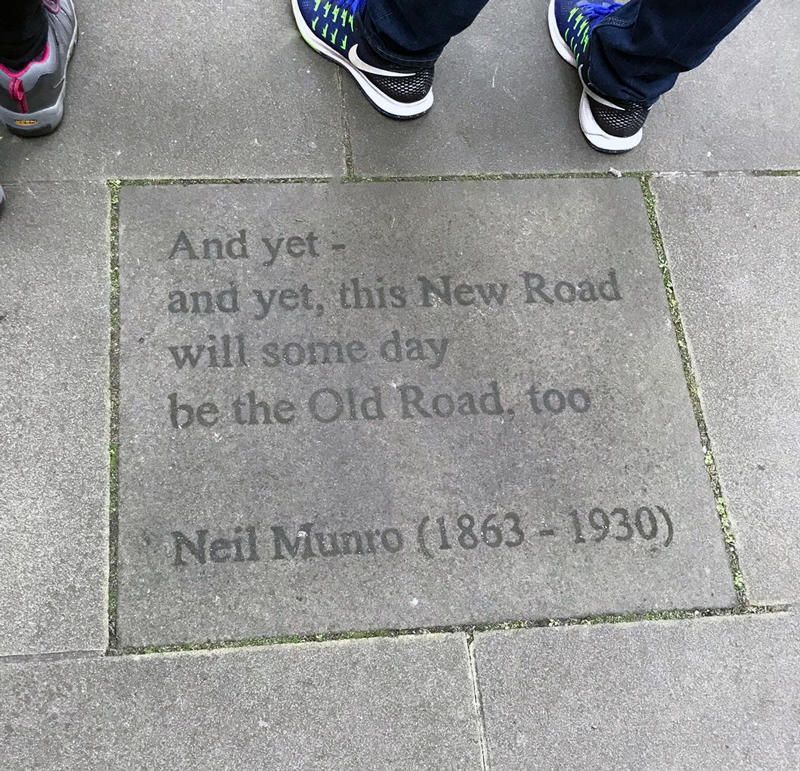 And yet -
and yet, this New Road
will some day
be the Old Road, too
Neil Munro (1863 - 1930)